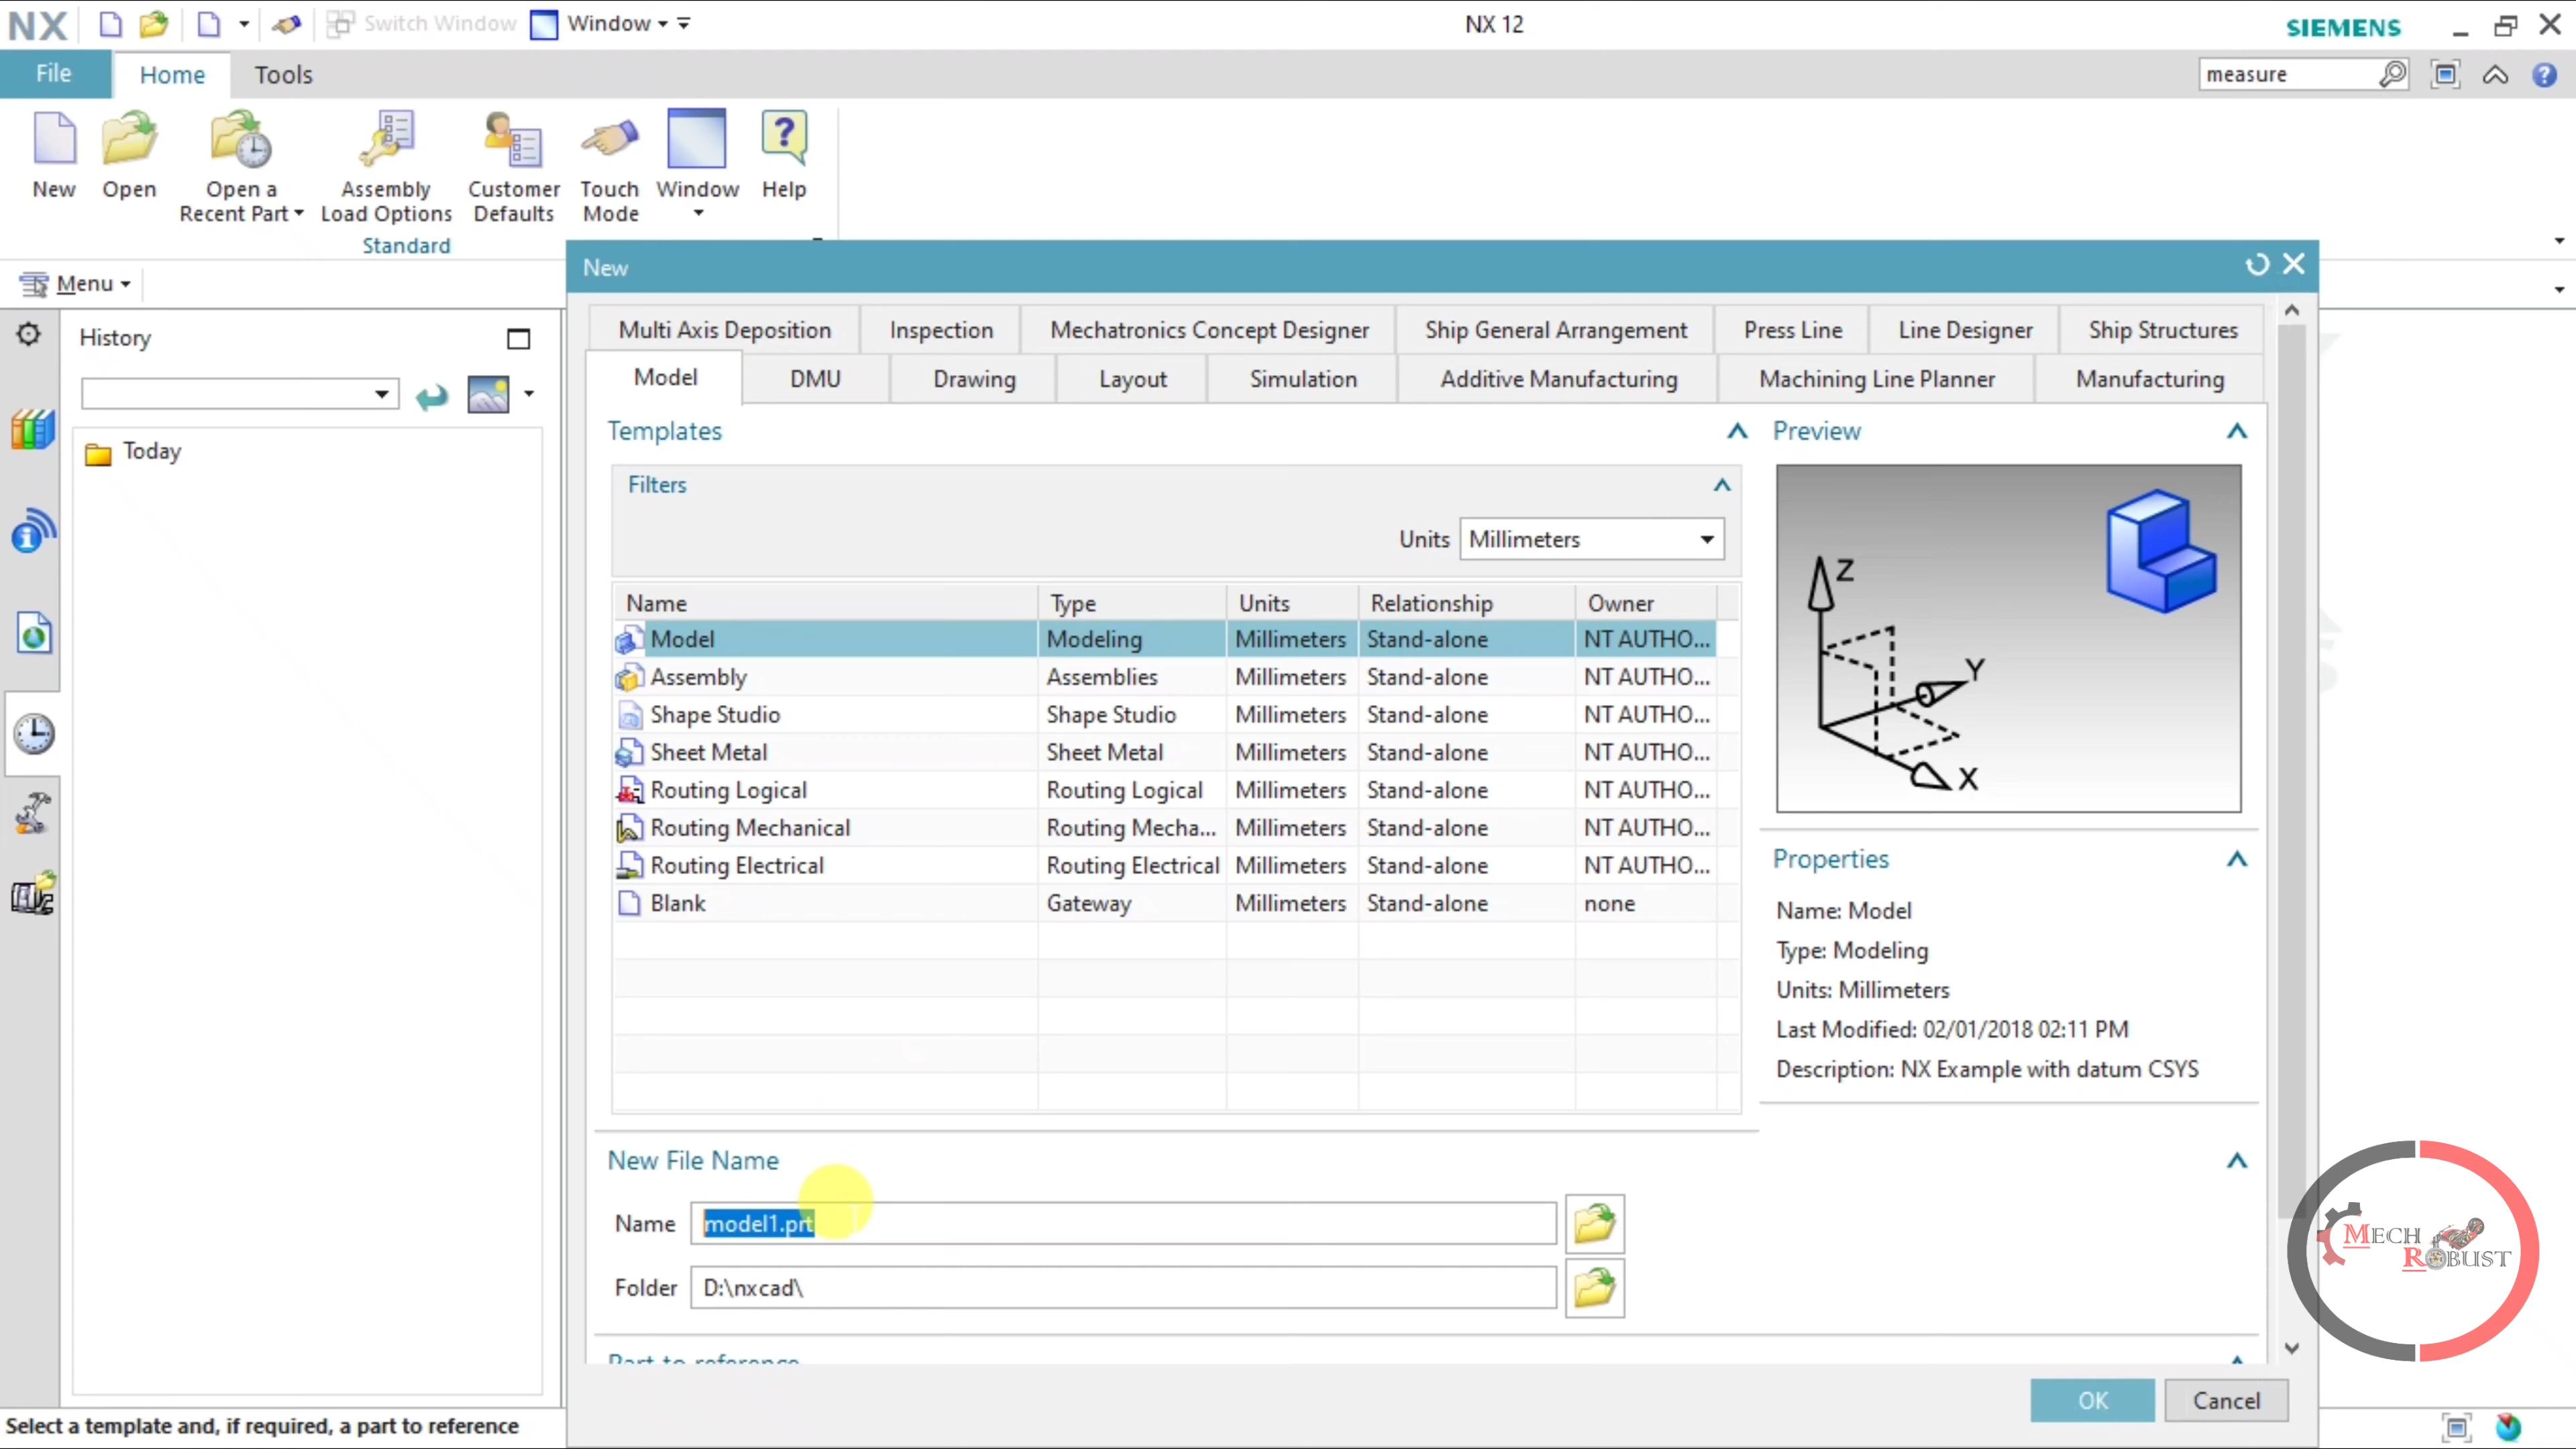 NX Switch Window Window NX 12 SIEMENS
File Home Tools measure
New Open Open a Recent Part Assembly Load Options Customer Defaults Touch Mode Window Help
Standard
Menu
New
History
Today
Multi Axis Deposition Inspection Mechatronics Concept Designer Ship General Arrangement Press Line Line Designer Ship Structures
Model DMU Drawing Layout Simulation Additive Manufacturing Machining Line Planner Manufacturing
Templates
Filters
Units Millimeters
Name Type Units Relationship Owner
Model Modeling Millimeters Stand-alone NT AUTHO...
Assembly Assemblies Millimeters Stand-alone NT AUTHO...
Shape Studio Shape Studio Millimeters Stand-alone NT AUTHO...
Sheet Metal Sheet Metal Millimeters Stand-alone NT AUTHO...
Routing Logical Routing Logical Millimeters Stand-alone NT AUTHO...
Routing Mechanical Routing Mecha... Millimeters Stand-alone NT AUTHO...
Routing Electrical Routing Electrical Millimeters Stand-alone NT AUTHO...
Blank Gateway Millimeters Stand-alone none
Preview
Z
Y
X
Properties
Name: Model
Type: Modeling
Units: Millimeters
Last Modified: 02/01/2018 02:11 PM
Description: NX Example with datum CSYS
New File Name
Name model1.prt
Folder D:\nxcad\
Part to reference
OK Cancel
Select a template and, if required, a part to reference
MECH
ROBUST